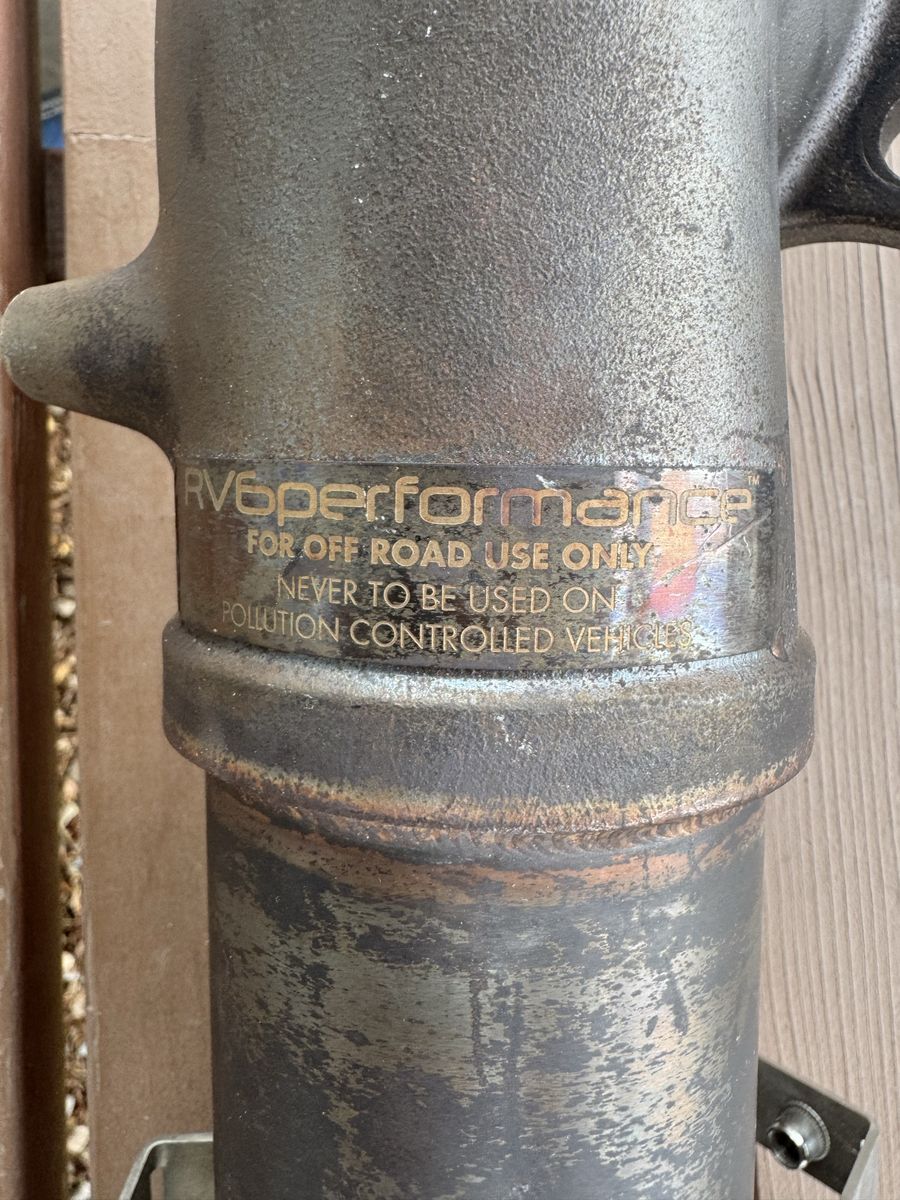 RV6performance™
FOR OFF ROAD USE ONLY
NEVER TO BE USED ON
POLLUTION CONTROLLED VEHICLES